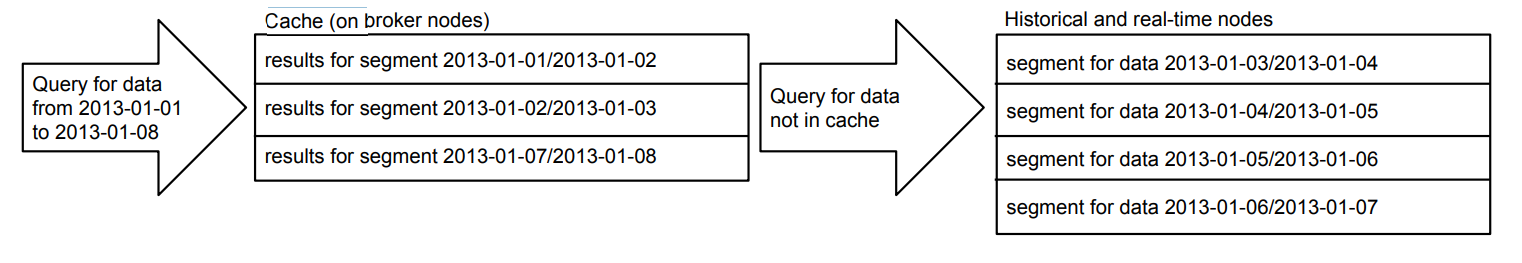 Query for data
from 2013-01-01
to 2013-01-08
Cache (on broker nodes)
results for segment 2013-01-01/2013-01-02
results for segment 2013-01-02/2013-01-03
results for segment 2013-01-07/2013-01-08
Query for data
not in cache
Historical and real-time nodes
segment for data 2013-01-03/2013-01-04
segment for data 2013-01-04/2013-01-05
segment for data 2013-01-05/2013-01-06
segment for data 2013-01-06/2013-01-07